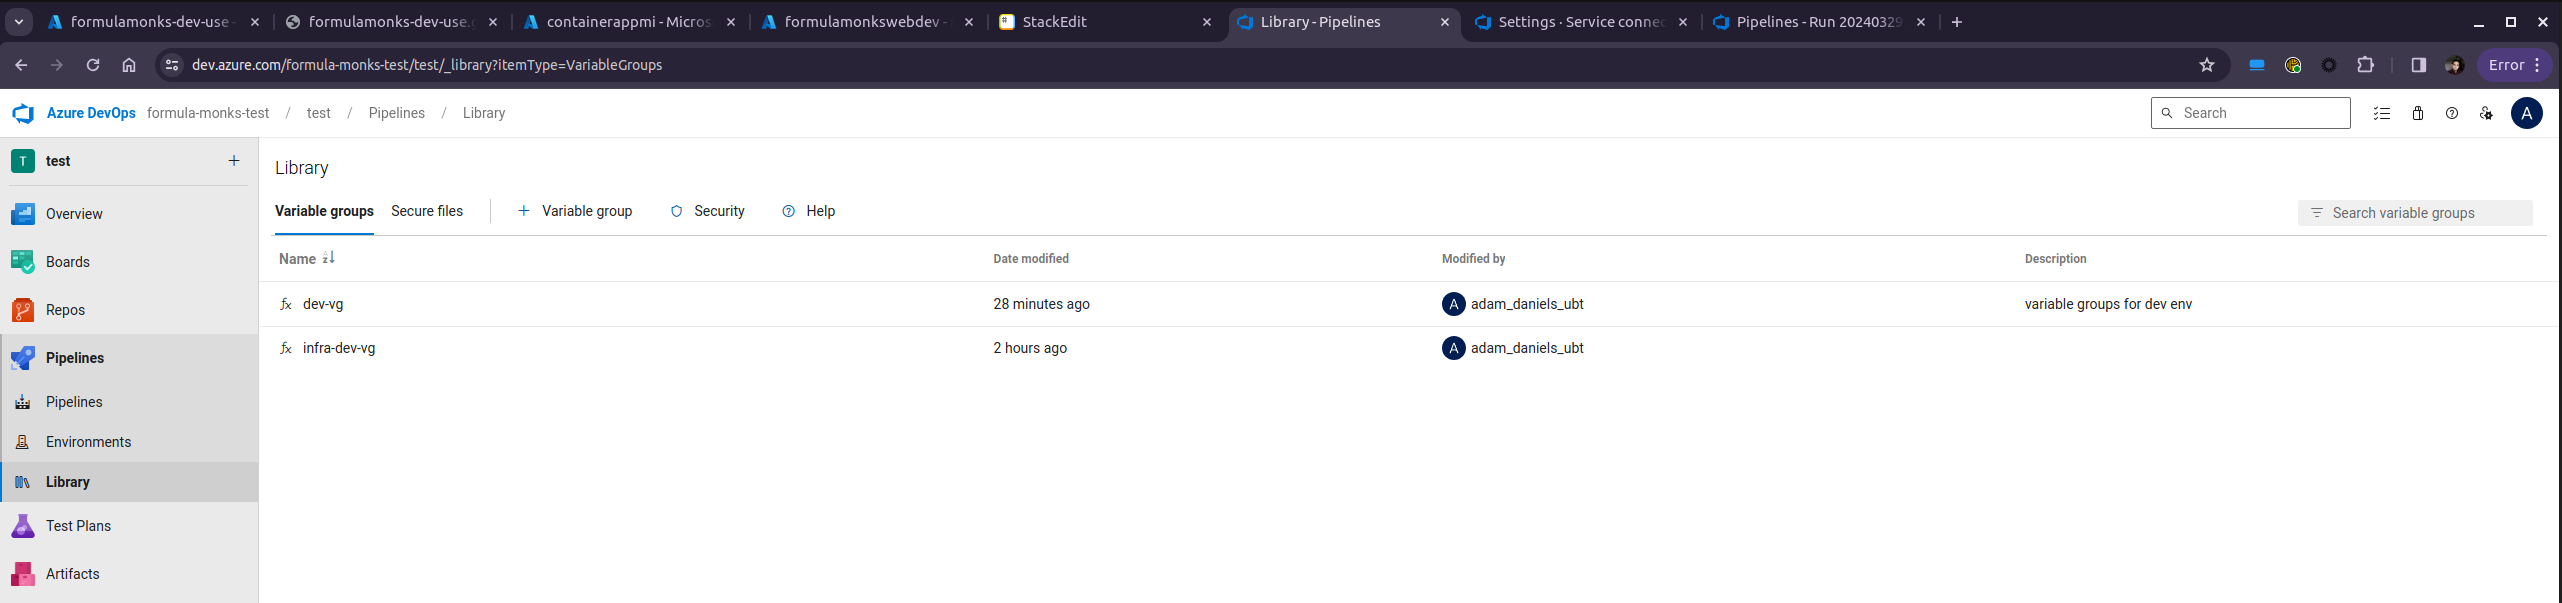 formulamonks-dev-use
formulamonks-dev-use.
containerappmi - Micros
formulamonkswebdev -
StackEdit
Library - Pipelines
Settings · Service connec
Pipelines - Run 20240329
dev.azure.com/formula-monks-test/test/_library?itemType=VariableGroups
Error
Azure DevOps formula-monks-test / test / Pipelines / Library
Search
A
T test
Overview
Boards
Repos
Pipelines
Pipelines
Environments
Library
Test Plans
Artifacts
Library
Variable groups Secure files + Variable group Security Help
Search variable groups
Name Date modified Modified by Description
fx dev-vg 28 minutes ago A adam_daniels_ubt variable groups for dev env
fx infra-dev-vg 2 hours ago A adam_daniels_ubt